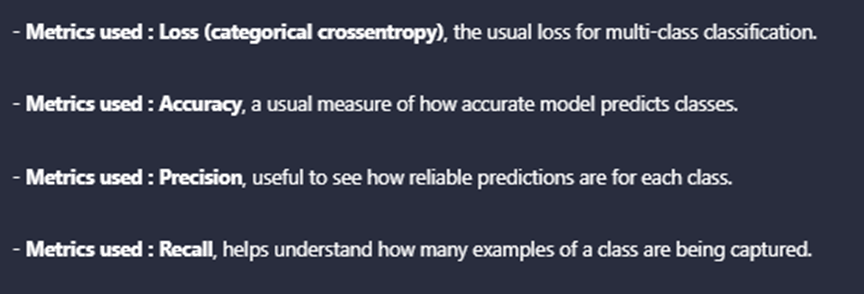 - Metrics used : Loss (categorical crossentropy), the usual loss for multi-class classification.
- Metrics used : Accuracy, a usual measure of how accurate model predicts classes.
- Metrics used : Precision, useful to see how reliable predictions are for each class.
- Metrics used : Recall, helps understand how many examples of a class are being captured.